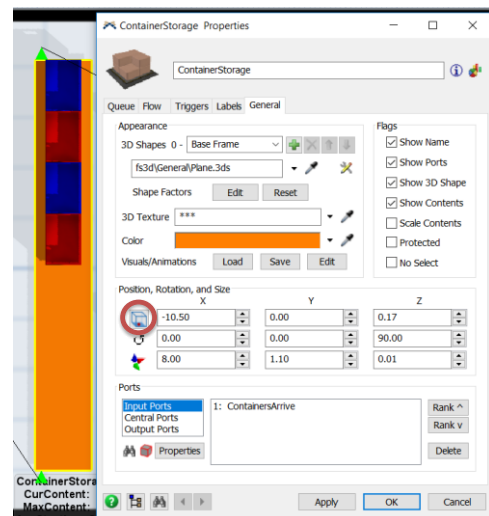 ContainerStorage Properties
ContainerStorage
Queue Flow Triggers Labels General
Appearance
3D Shapes 0 - Base Frame
fs3d\General\Plane.3ds
Shape Factors Edit Reset
3D Texture ***
Color
Visuals/Animations Load Save Edit
Flags
Show Name
Show Ports
Show 3D Shape
Show Contents
Scale Contents
Protected
No Select
Position, Rotation, and Size
X Y Z
-10.50 0.00 0.17
0.00 0.00 90.00
8.00 1.10 0.01
Ports
Input Ports
Central Ports
Output Ports
Properties
1: ContainersArrive
Rank ^
Rank v
Delete
Apply OK Cancel
ContainerStora
CurContent:
MaxContent: